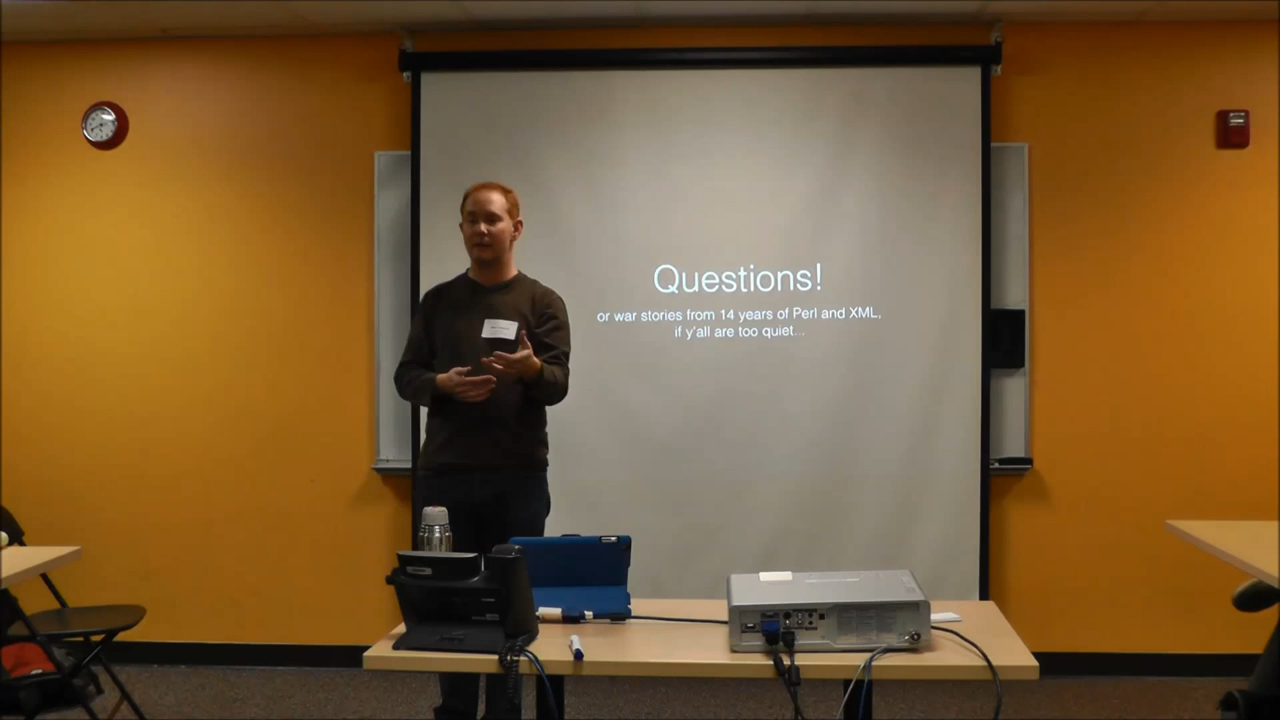 Questions!
or war stories from 14 years of Perl and XML,
if y'all are too quiet...